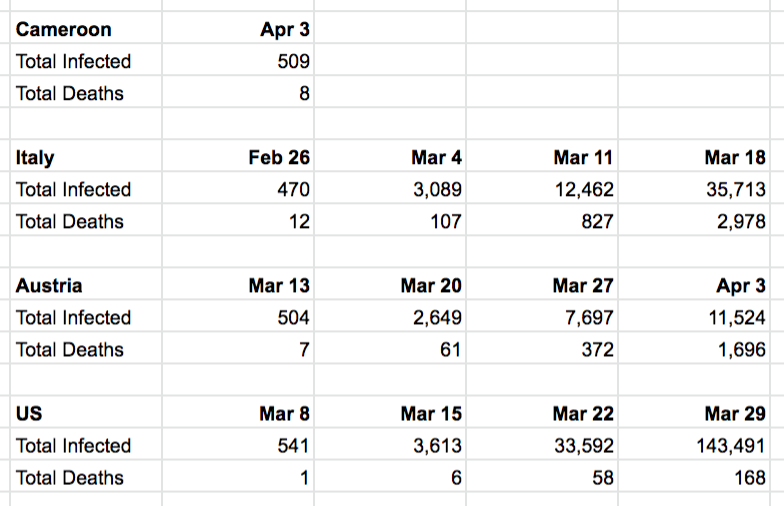 Cameroon Apr 3
Total Infected 509
Total Deaths 8
Italy Feb 26 Mar 4 Mar 11 Mar 18
Total Infected 470 3,089 12,462 35,713
Total Deaths 12 107 827 2,978
Austria Mar 13 Mar 20 Mar 27 Apr 3
Total Infected 504 2,649 7,697 11,524
Total Deaths 7 61 372 1,696
US Mar 8 Mar 15 Mar 22 Mar 29
Total Infected 541 3,613 33,592 143,491
Total Deaths 1 6 58 168